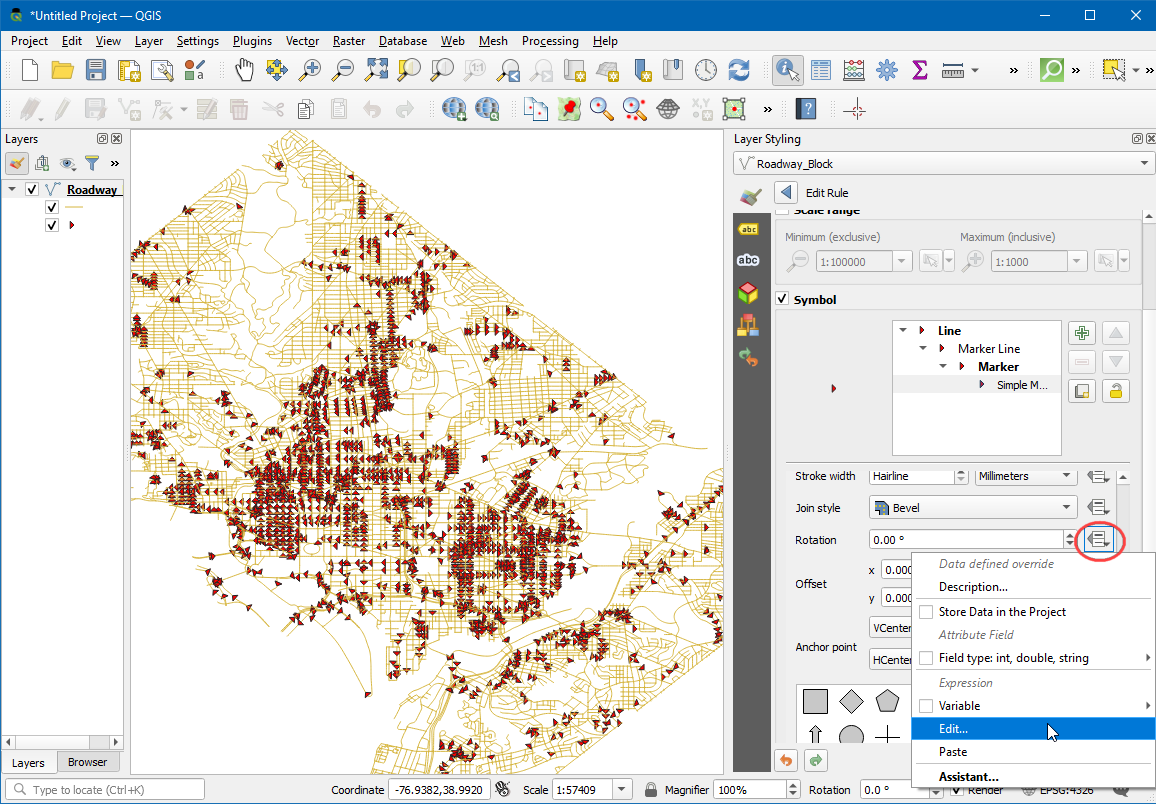 *Untitled Project — QGIS
Project Edit View Layer Settings Plugins Vector Raster Database Web Mesh Processing Help
Layers
Layer Styling
Roadway_Block
Edit Rule
Roadway
Scale range
Minimum (exclusive) Maximum (inclusive)
1:100000 1:1000
Symbol
Line
Marker Line
Marker
Simple M...
Stroke width Hairline Millimeters
Join style Bevel
Rotation 0.00 °
Data defined override
Description...
Offset x 0.000
y 0.000
Store Data in the Project
Attribute Field
Anchor point VCenter
HCenter
Field type: int, double, string
Expression
Variable
Edit...
Paste
Assistant...
Layers Browser
Type to locate (Ctrl+K) Coordinate -76.9382,38.9920 Scale 1:57409 Magnifier 100% Rotation 0.0 ° Render EPSG:4326